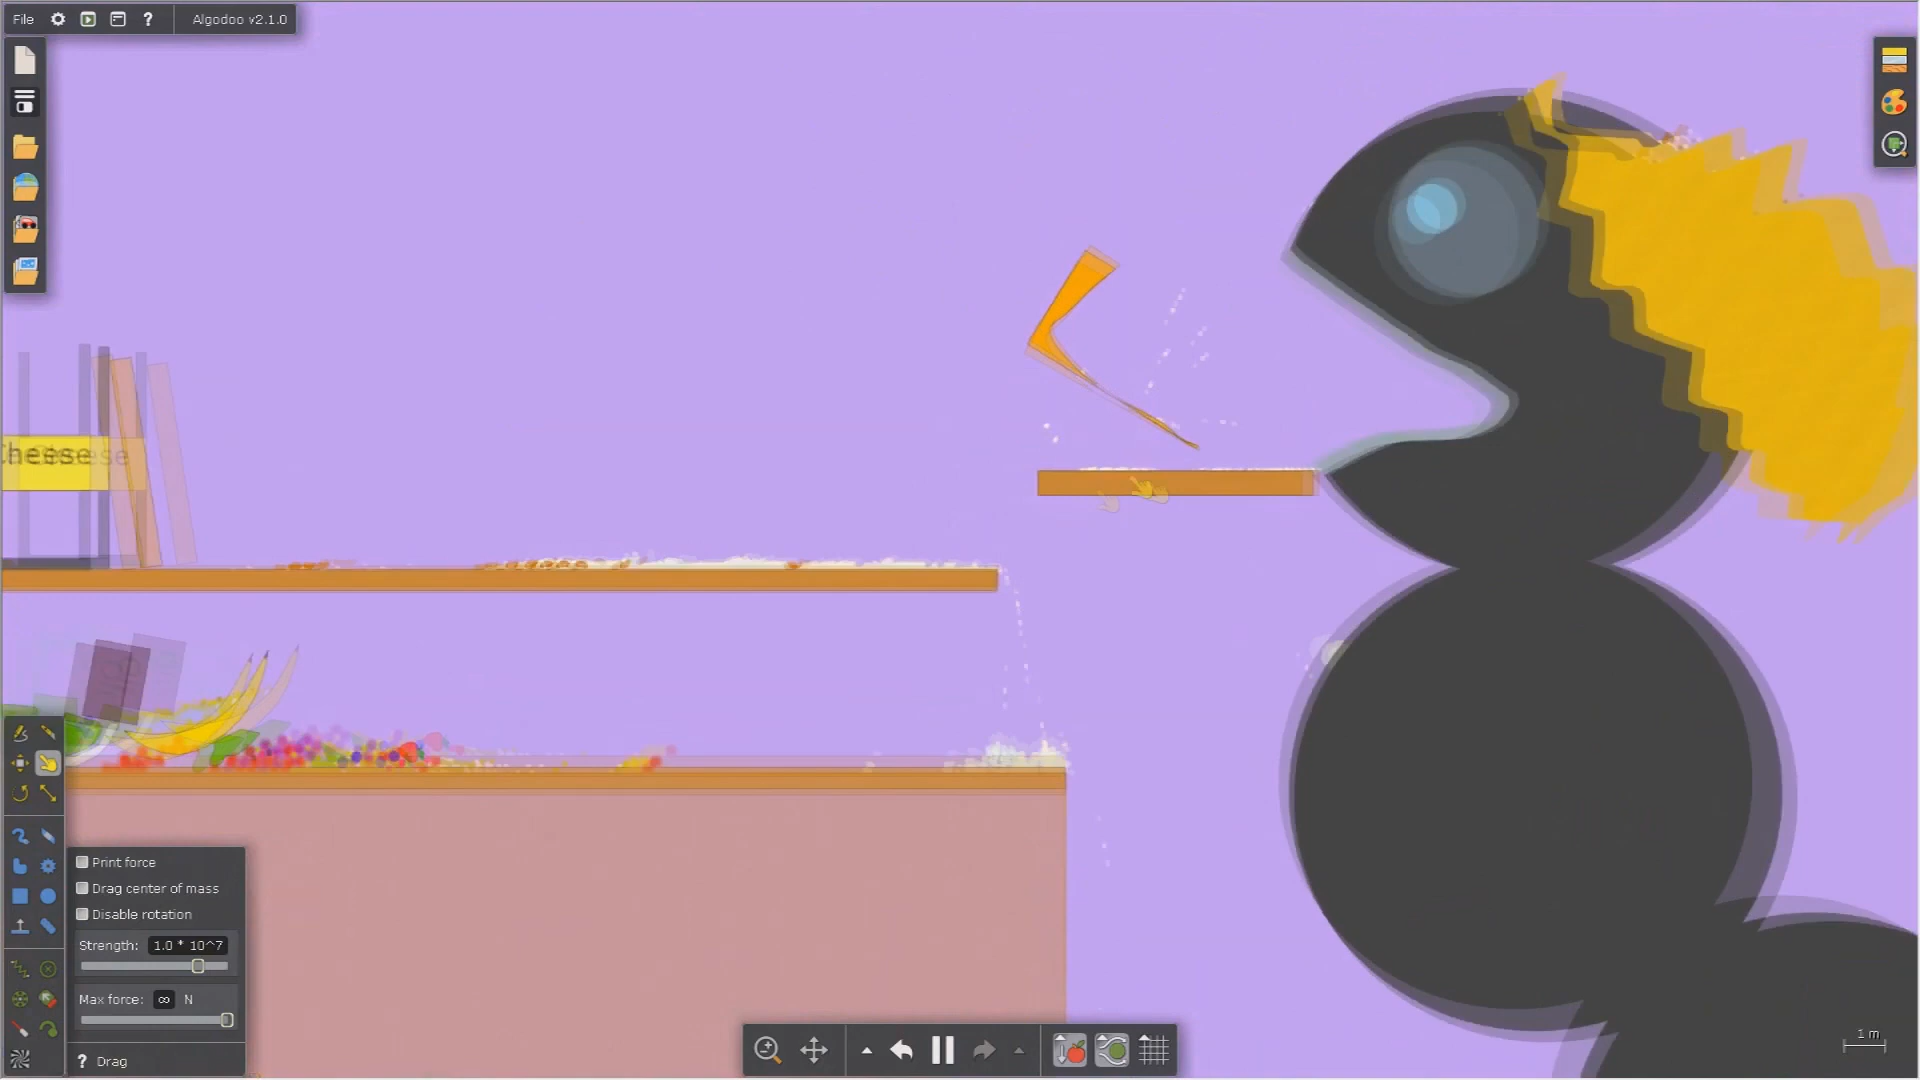 File ? Algodoo v2.1.0
Cheese
Print force
Drag center of mass
Disable rotation
Strength: 1.0 * 10^7
Max force: ∞ N
? Drag
1 m